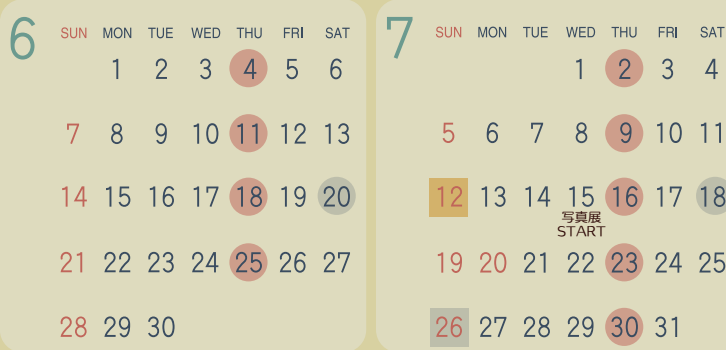 6
SUN MON TUE WED THU FRI SAT
1 2 3 4 5 6
7 8 9 10 11 12 13
14 15 16 17 18 19 20
21 22 23 24 25 26 27
28 29 30
7
SUN MON TUE WED THU FRI SAT
1 2 3 4
5 6 7 8 9 10 11
12 13 14 15 16 17 18
写真展
START
19 20 21 22 23 24 25
26 27 28 29 30 31